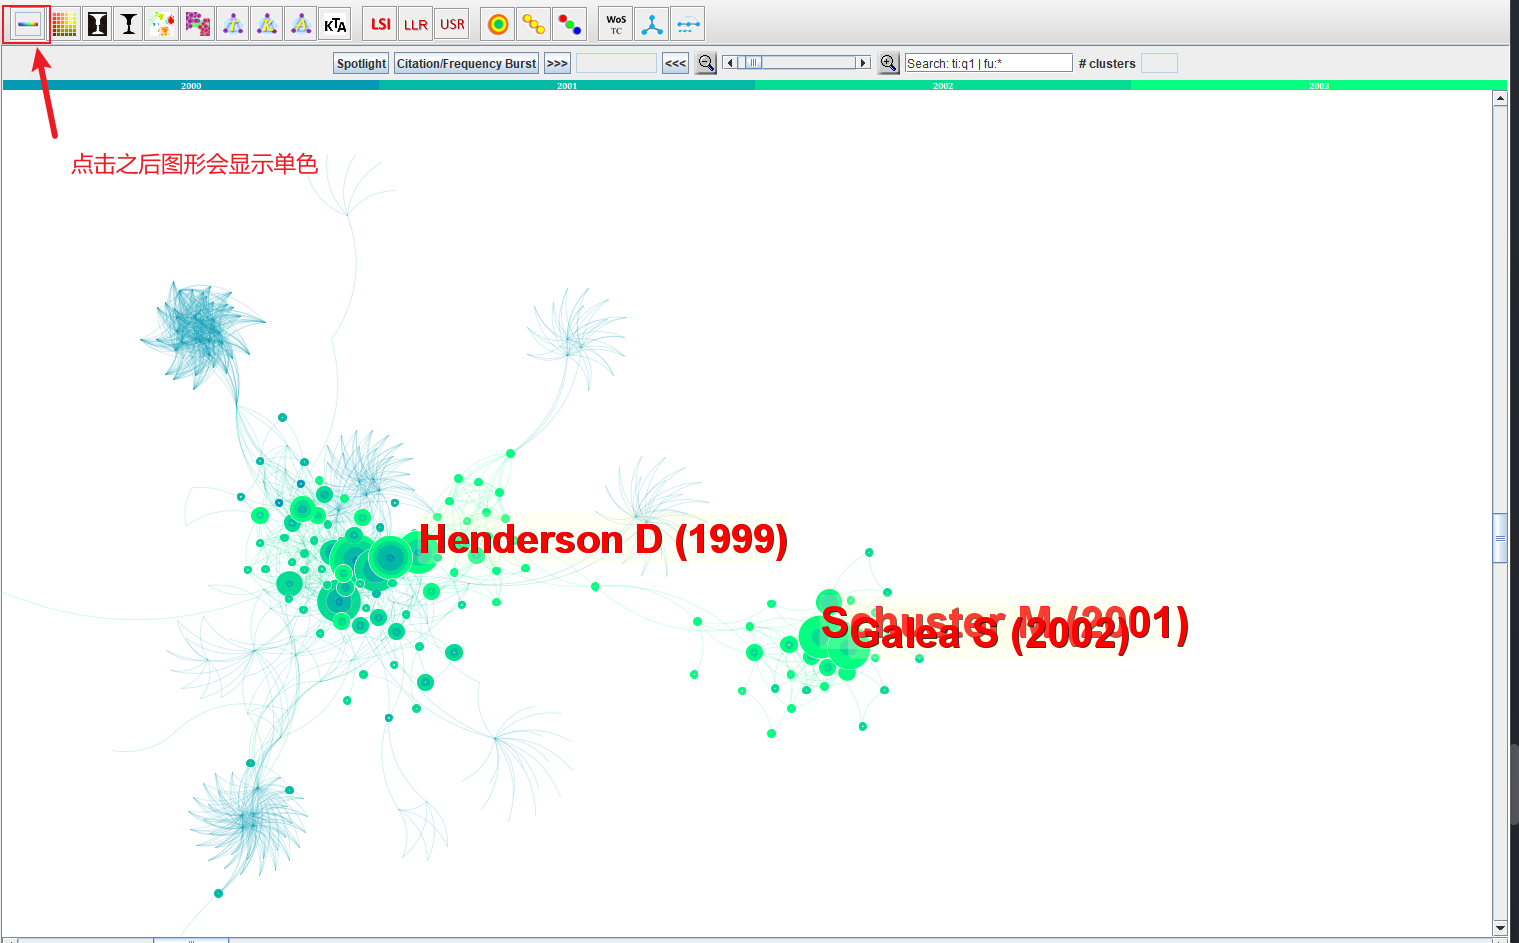 T K A KTA LSI LLR USR WoS
TC
Spotlight Citation/Frequency Burst >>> <<< Search: ti:q1 | fu:* # clusters
2000 2001 2002 2003
点击之后图形会显示单色
Henderson D (1999)
Schuster M (2001)
Galea S (2002)